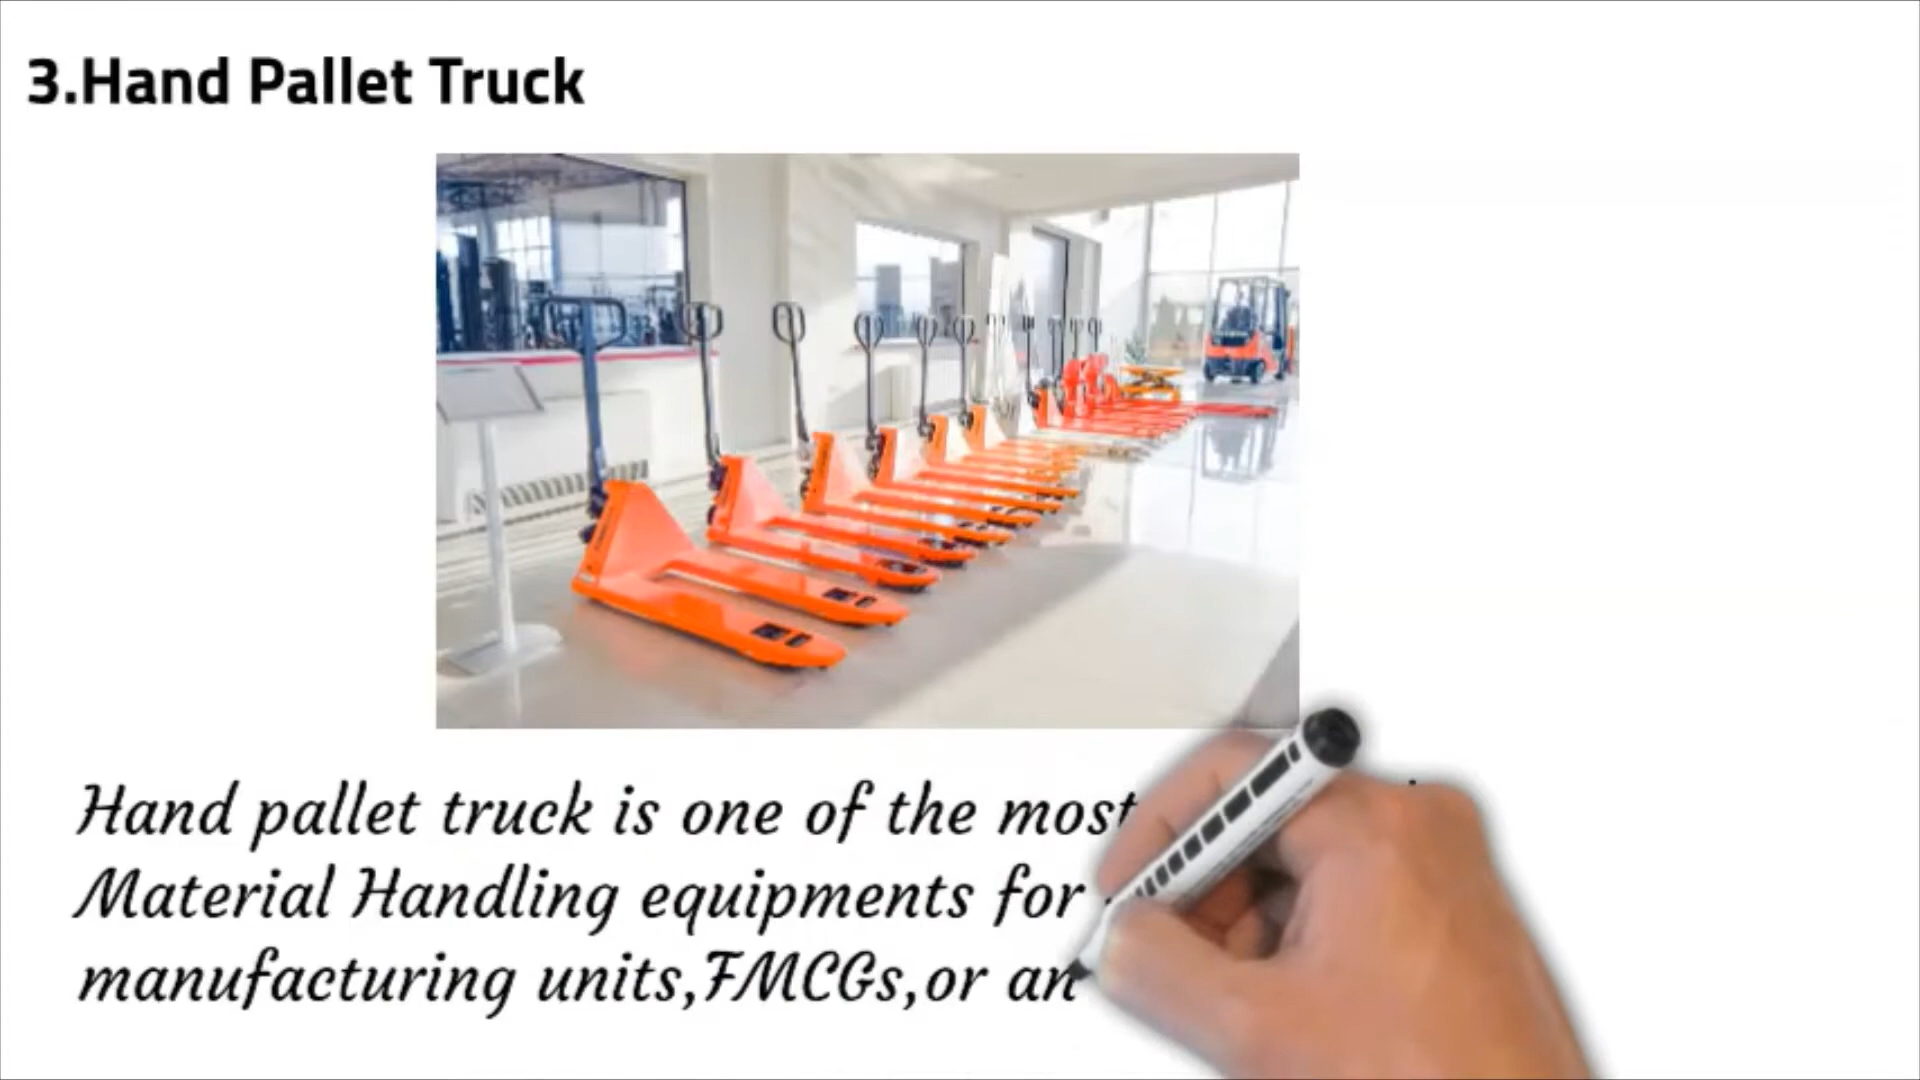 3.Hand Pallet Truck
Hand pallet truck is one of the most
Material Handling equipments for
manufacturing units,FMCGs,or an